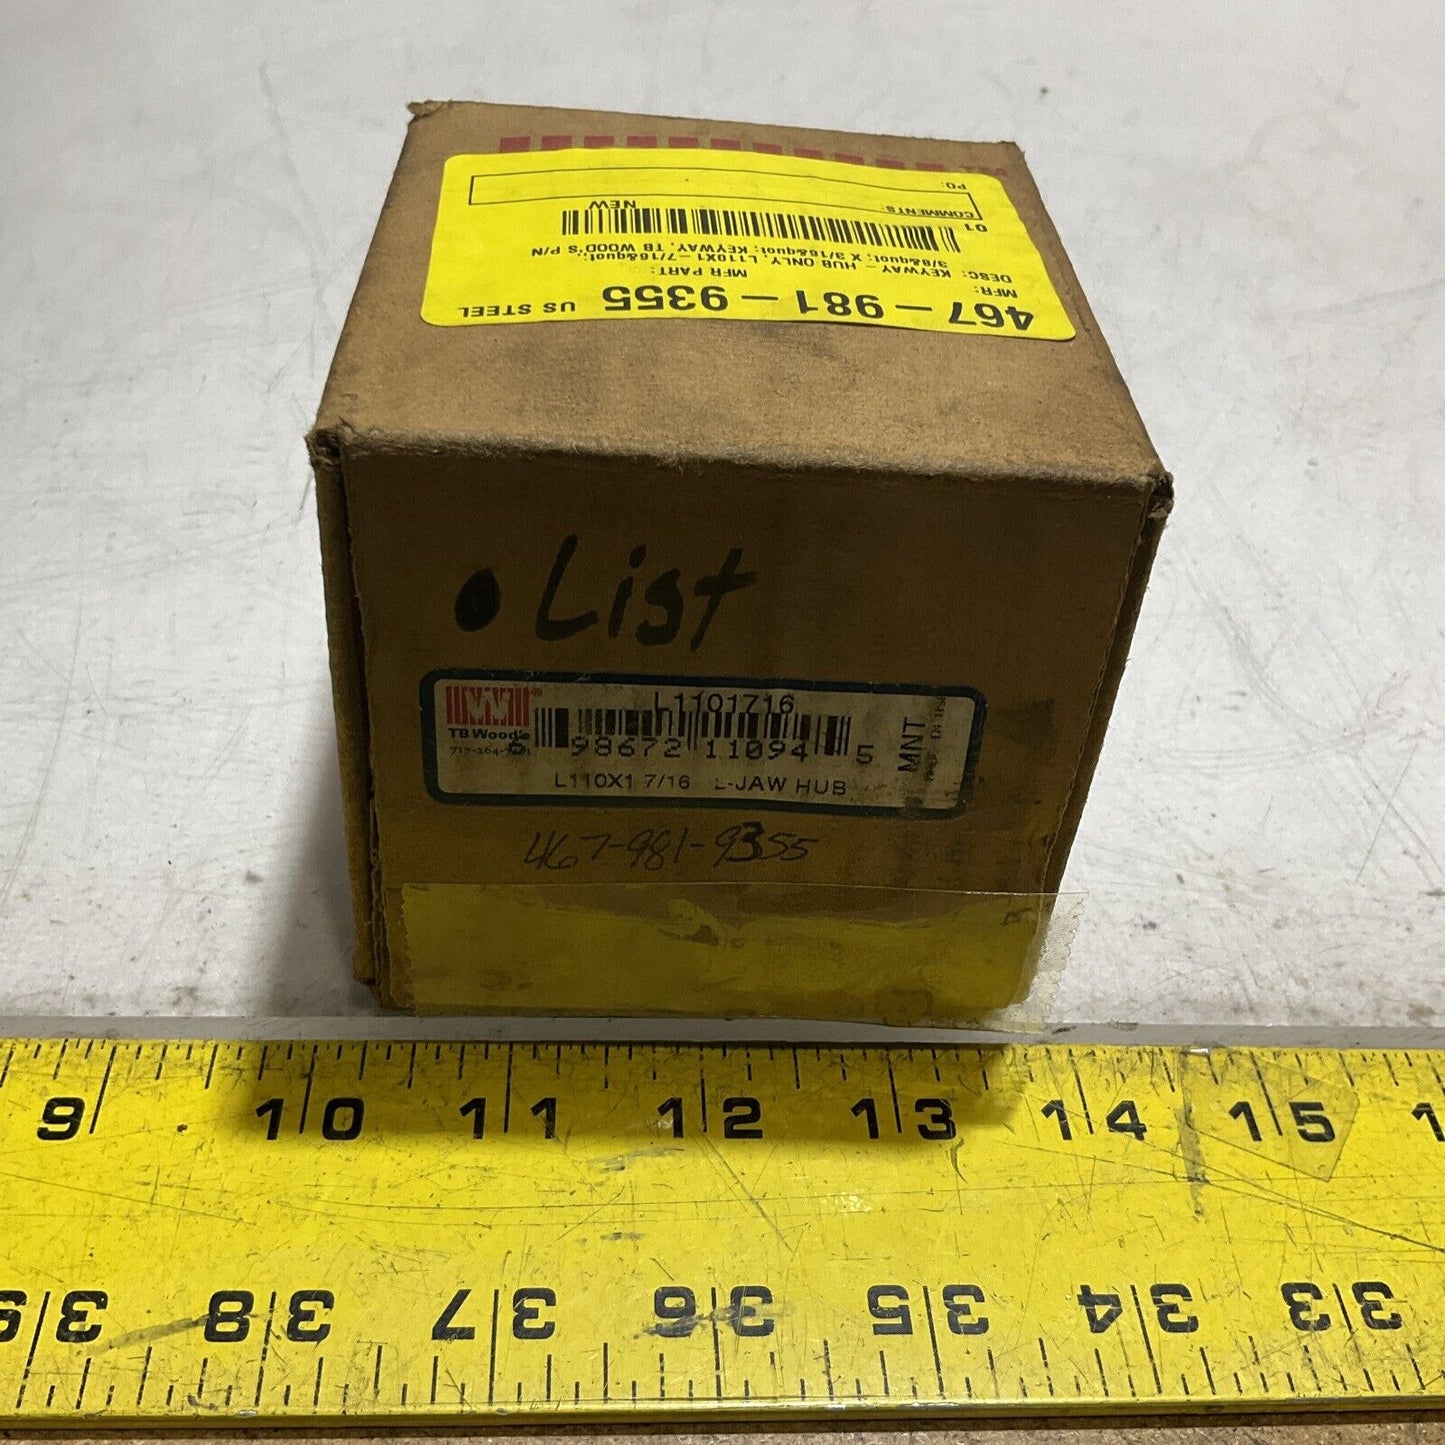 467-981-9355 US STEEL
MFR: MFR PART:
DESC: KEYWAY - HUB ONLY, L110X1-7/16&quot;:
3/8&quot; X 3/16&quot; KEYWAY, TB WOOD'S P/N
01 NEW
COMMENTS:
PO:
• List
W®
TB Wood's
L1101716
98672 11094 5
MNT
L110X1 7/16 L-JAW HUB
467-981-9355
9 10 11 12 13 14 15
38 37 36 35 34 33